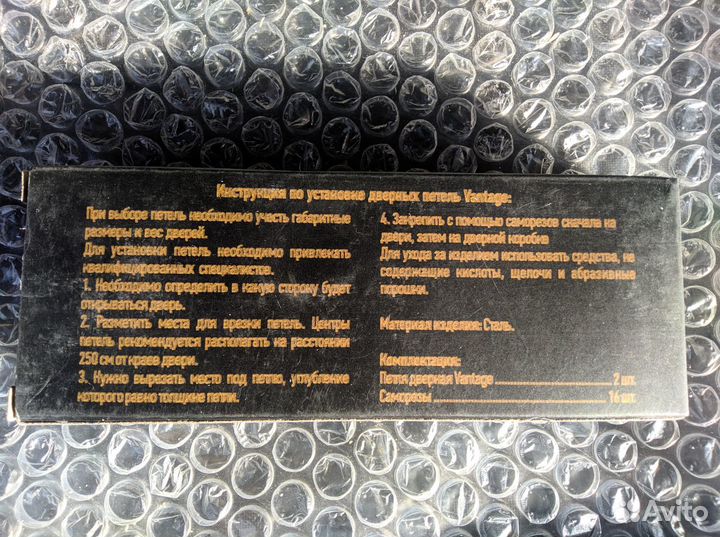 Инструкция по установке дверных петель Vantage:
При выборе петель необходимо учесть габаритные
размеры и вес дверей.
Для установки петель необходимо привлекать
квалифицированных специалистов.
1. Необходимо определить в какую сторону будет
открываться дверь.
2. Разметить места для врезки петель. Центры
петель рекомендуется располагать на расстоянии
250 см от краев двери.
3. Нужно вырезать место под петлю, углубление
которого равно толщине петли.
4. Закрепить с помощью саморезов сначала на
двери, затем на дверной коробке
Для ухода за изделием использовать средства, не
содержащие кислоты, щелочи и абразивные
порошки.
Материал изделия: Сталь.
Комплектация:
Петля дверная Vantage 2 шт.
Саморезы 16 шт.
Avito